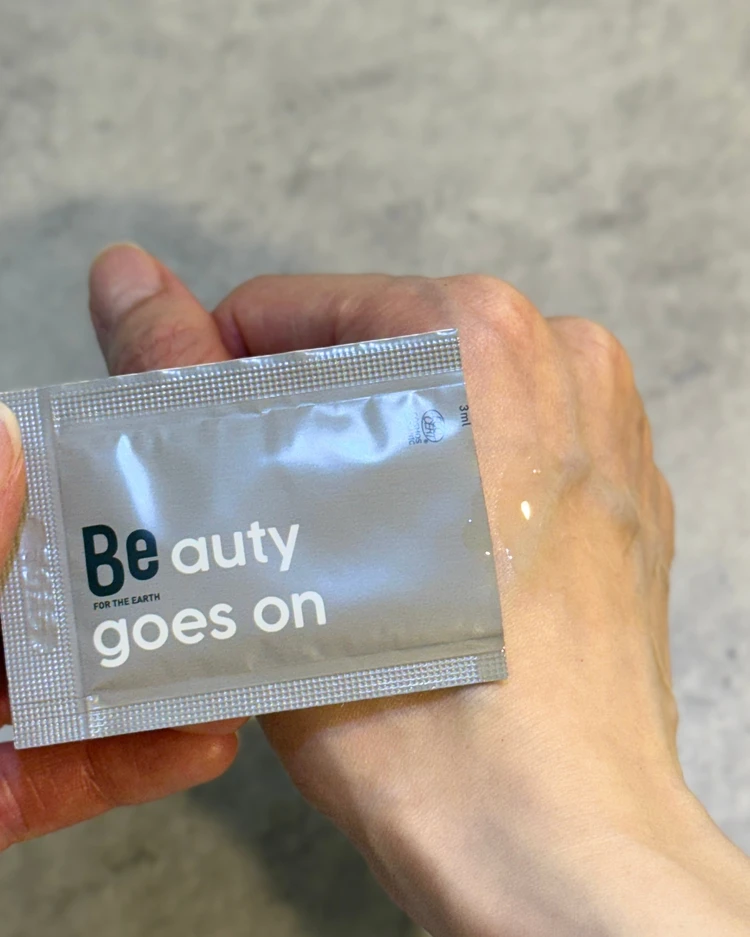 Be auty
FOR THE EARTH
goes on
3ml